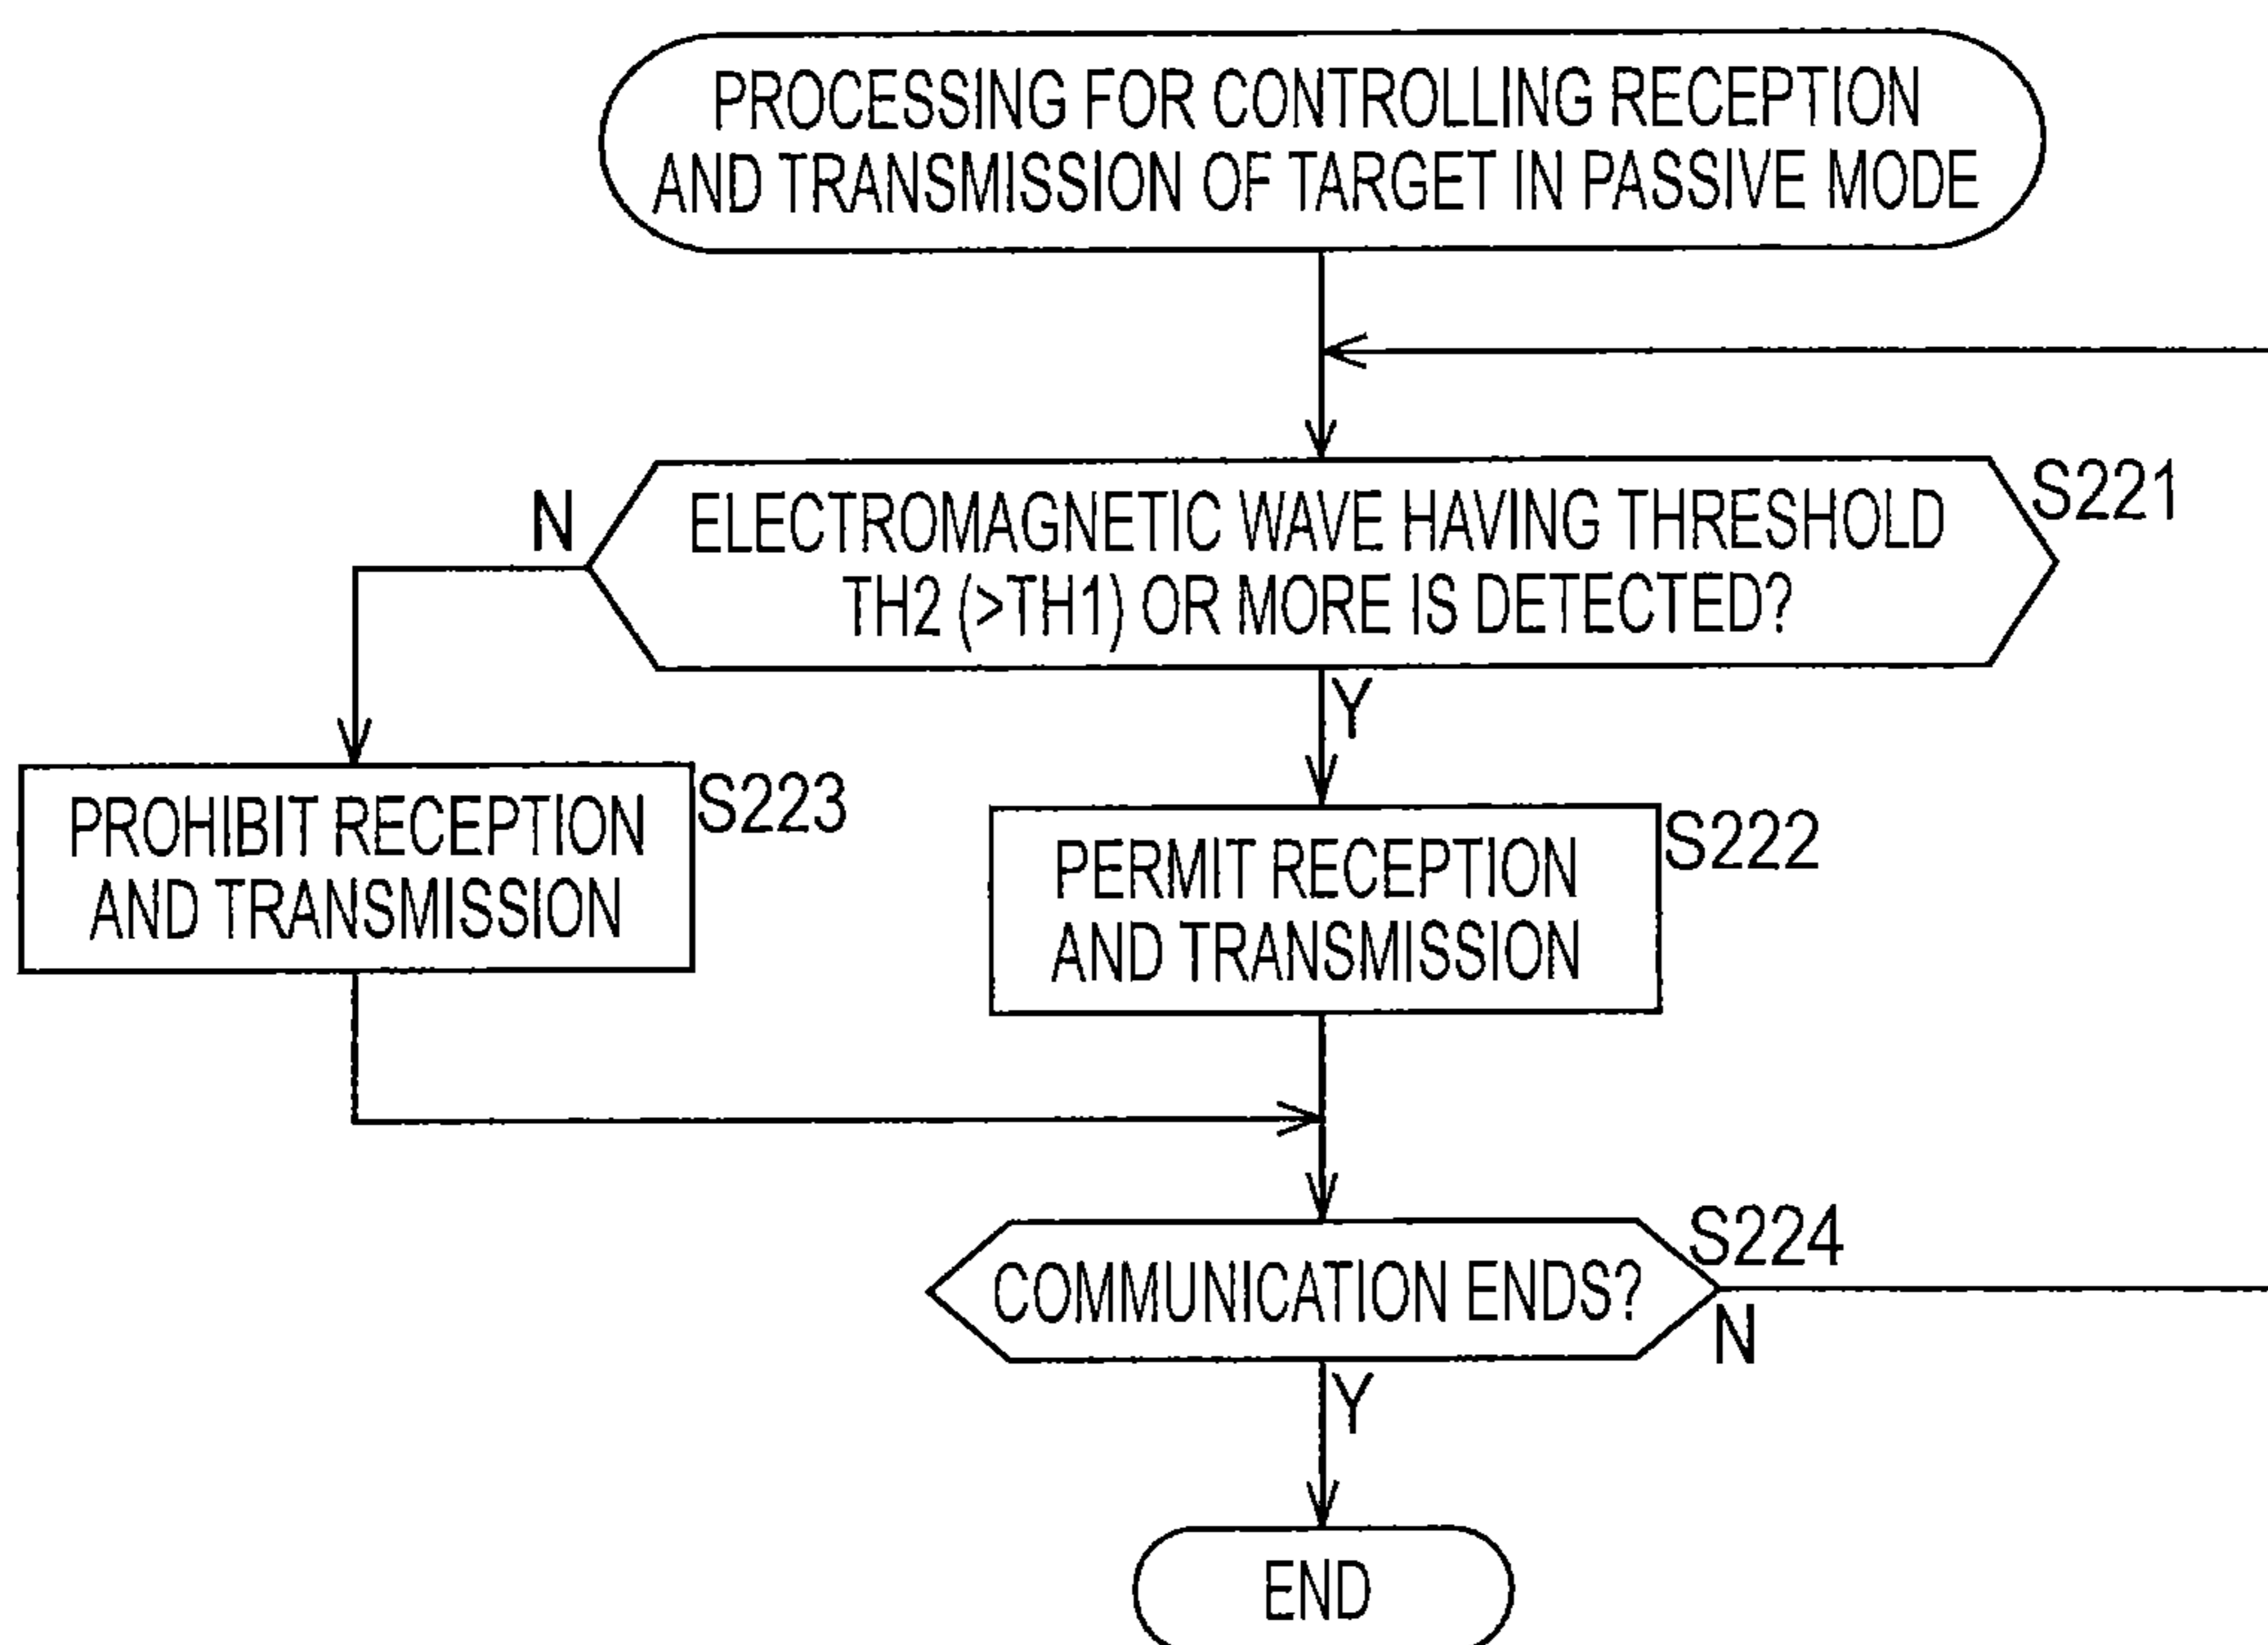 PROCESSING FOR CONTROLLING RECEPTION
AND TRANSMISSION OF TARGET IN PASSIVE MODE
S221
N
ELECTROMAGNETIC WAVE HAVING THRESHOLD
TH2 (>TH1) OR MORE IS DETECTED?
Y
S223
PROHIBIT RECEPTION
AND TRANSMISSION
S222
PERMIT RECEPTION
AND TRANSMISSION
S224
COMMUNICATION ENDS?
N
Y
END